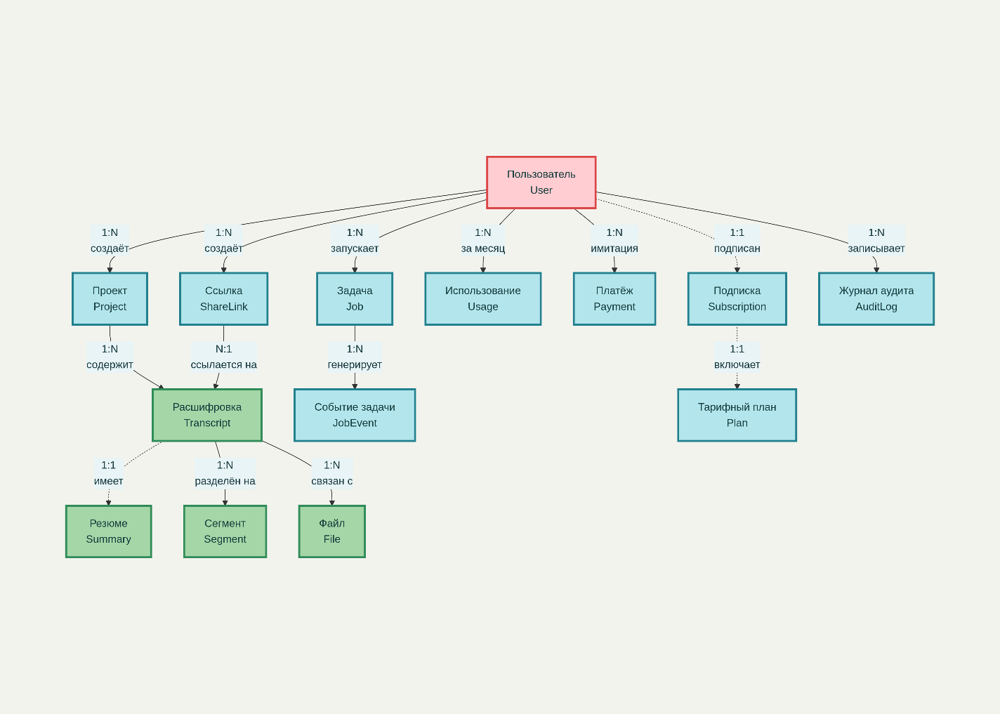 Пользователь
User
1:N
создаёт
1:N
создаёт
1:N
запускает
1:N
за месяц
1:N
имитация
1:1
подписан
1:N
записывает
Проект
Project
Ссылка
ShareLink
Задача
Job
Использование
Usage
Платёж
Payment
Подписка
Subscription
Журнал аудита
AuditLog
1:N
содержит
N:1
ссылается на
1:N
генерирует
1:1
включает
Расшифровка
Transcript
Событие задачи
JobEvent
Тарифный план
Plan
1:1
имеет
1:N
разделён на
1:N
связан с
Резюме
Summary
Сегмент
Segment
Файл
File